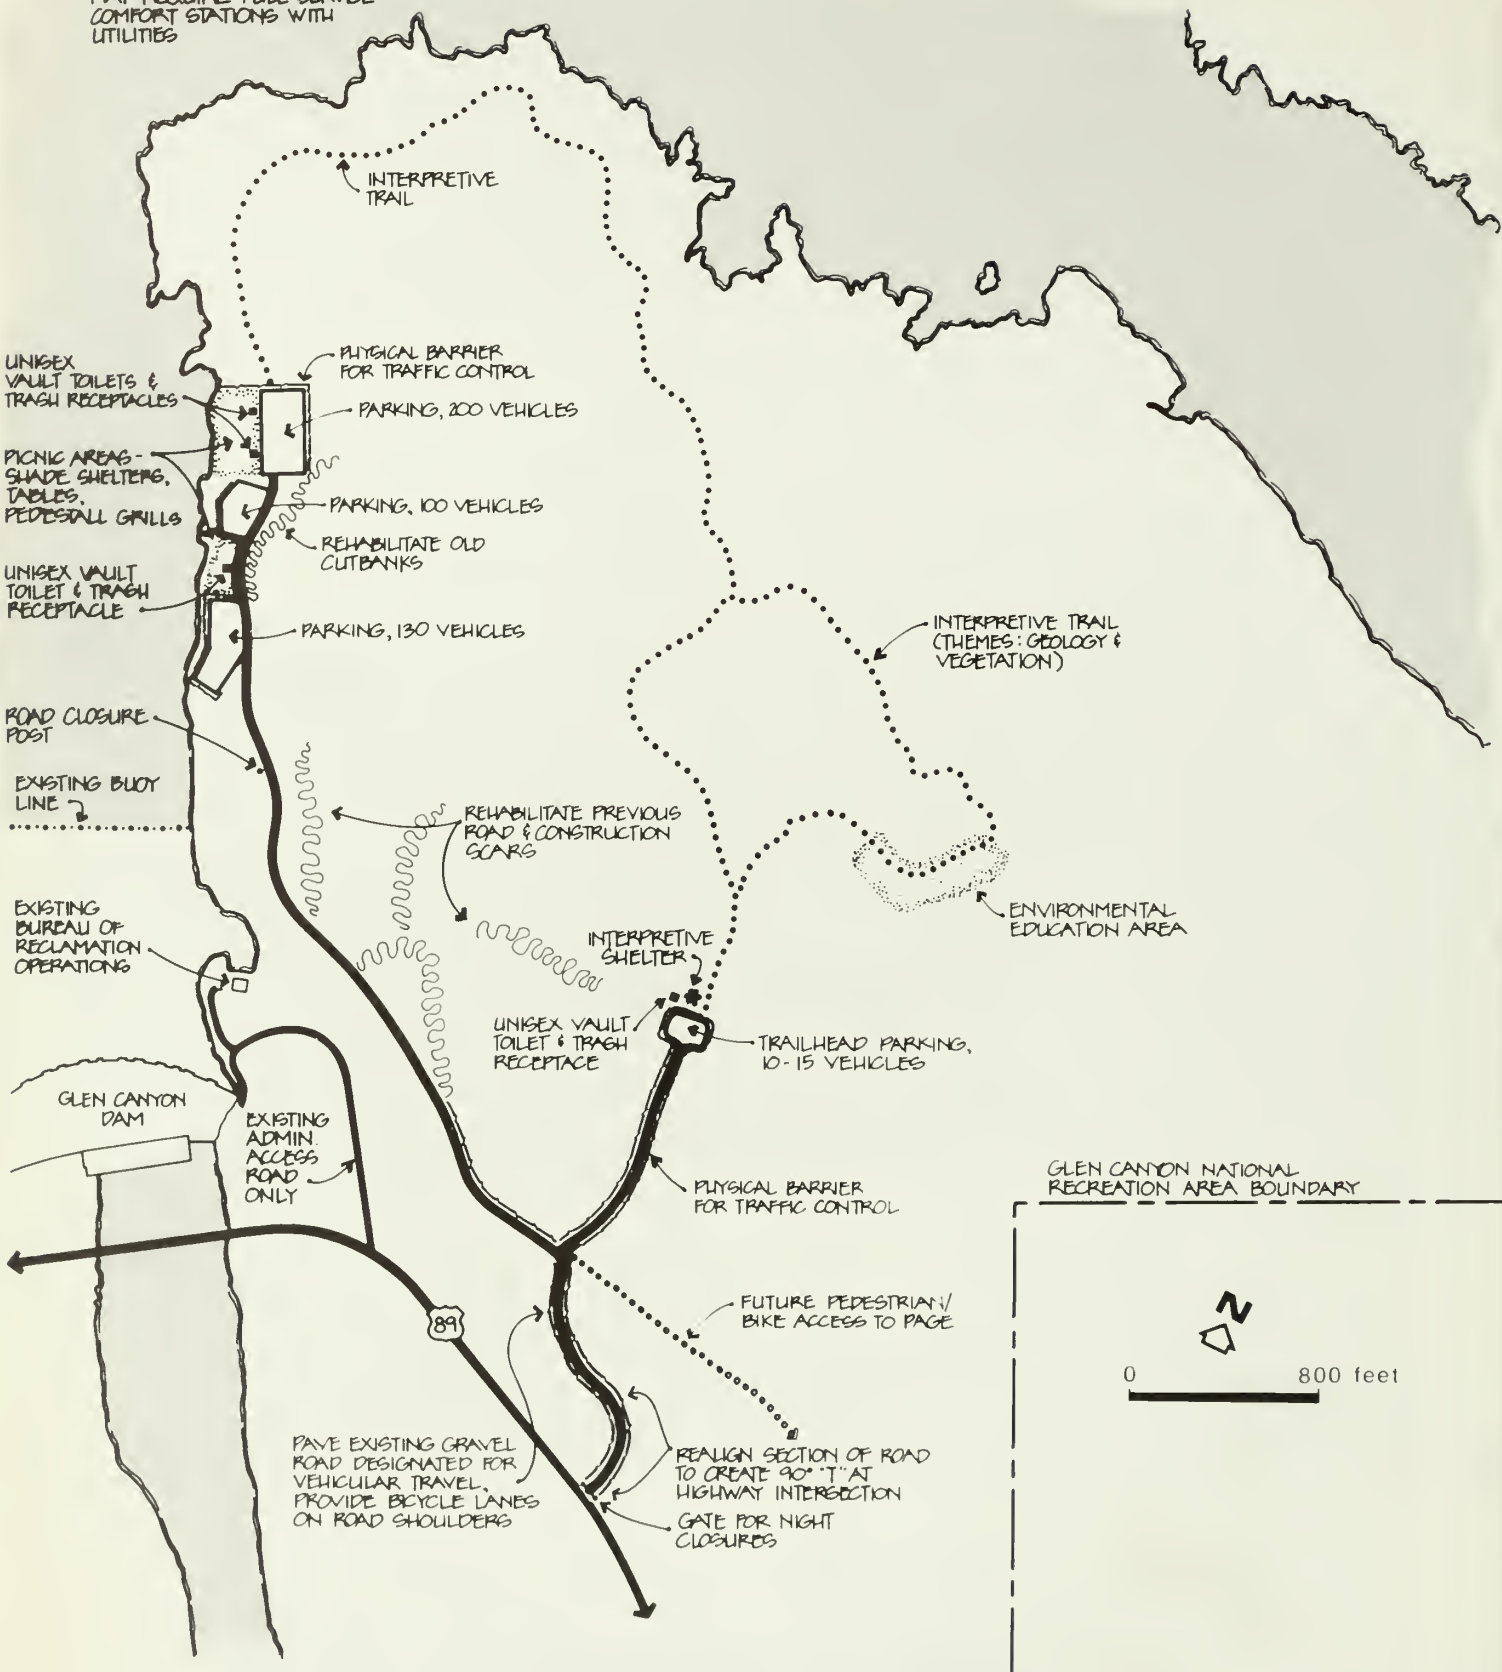 COMFORT STATIONS WITH
UTILITIES
INTERPRETIVE
TRAIL
UNISEX
VAULT TOILETS &
TRASH RECEPTACLES
PHYSICAL BARRIER
FOR TRAFFIC CONTROL
PARKING, 200 VEHICLES
PICNIC AREAS -
SHADE SHELTERS,
TABLES,
PEDESTALL GRILLS
PARKING, 100 VEHICLES
REHABILITATE OLD
CUTBANKS
UNISEX VAULT
TOILET & TRASH
RECEPTACLE
PARKING, 130 VEHICLES
INTERPRETIVE TRAIL
(THEMES: GEOLOGY &
VEGETATION)
ROAD CLOSURE
POST
EXISTING BUOY
LINE
REHABILITATE PREVIOUS
ROAD & CONSTRUCTION
SCARS
EXISTING
BUREAU OF
RECLAMATION
OPERATIONS
ENVIRONMENTAL
EDUCATION AREA
INTERPRETIVE
SHELTER
UNISEX VAULT
TOILET & TRASH
RECEPTACE
TRAILHEAD PARKING,
10-15 VEHICLES
GLEN CANYON
DAM
EXISTING
ADMIN.
ACCESS
ROAD
ONLY
PHYSICAL BARRIER
FOR TRAFFIC CONTROL
GLEN CANYON NATIONAL
RECREATION AREA BOUNDARY
89
FUTURE PEDESTRIAN/
BIKE ACCESS TO PAGE
N
0 800 feet
PAVE EXISTING GRAVEL
ROAD DESIGNATED FOR
VEHICULAR TRAVEL,
PROVIDE BICYCLE LANES
ON ROAD SHOULDERS
REALIGN SECTION OF ROAD
TO CREATE 90° "T" AT
HIGHWAY INTERSECTION
GATE FOR NIGHT
CLOSURES